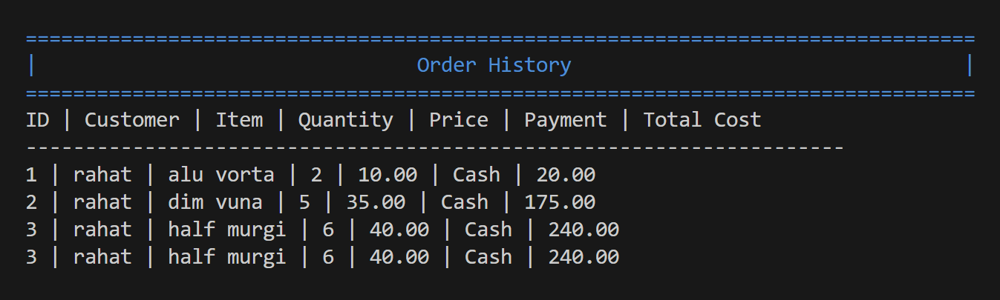 ================================================================================
|                                Order History                                 |
================================================================================
ID | Customer | Item | Quantity | Price | Payment | Total Cost
---------------------------------------------------------------------
1 | rahat | alu vorta | 2 | 10.00 | Cash | 20.00
2 | rahat | dim vuna | 5 | 35.00 | Cash | 175.00
3 | rahat | half murgi | 6 | 40.00 | Cash | 240.00
3 | rahat | half murgi | 6 | 40.00 | Cash | 240.00